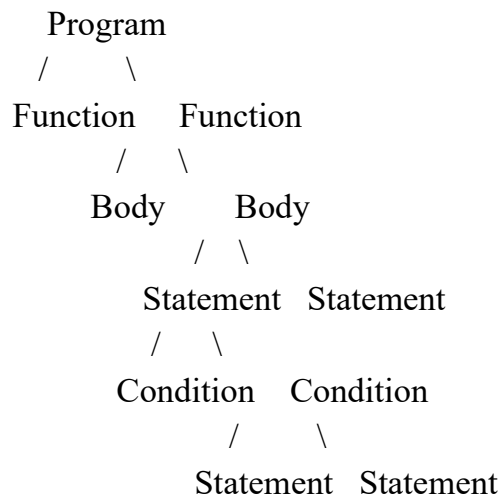 Program
/ \
Function Function
/ \
Body Body
/ \
Statement Statement
/ \
Condition Condition
/ \
Statement Statement